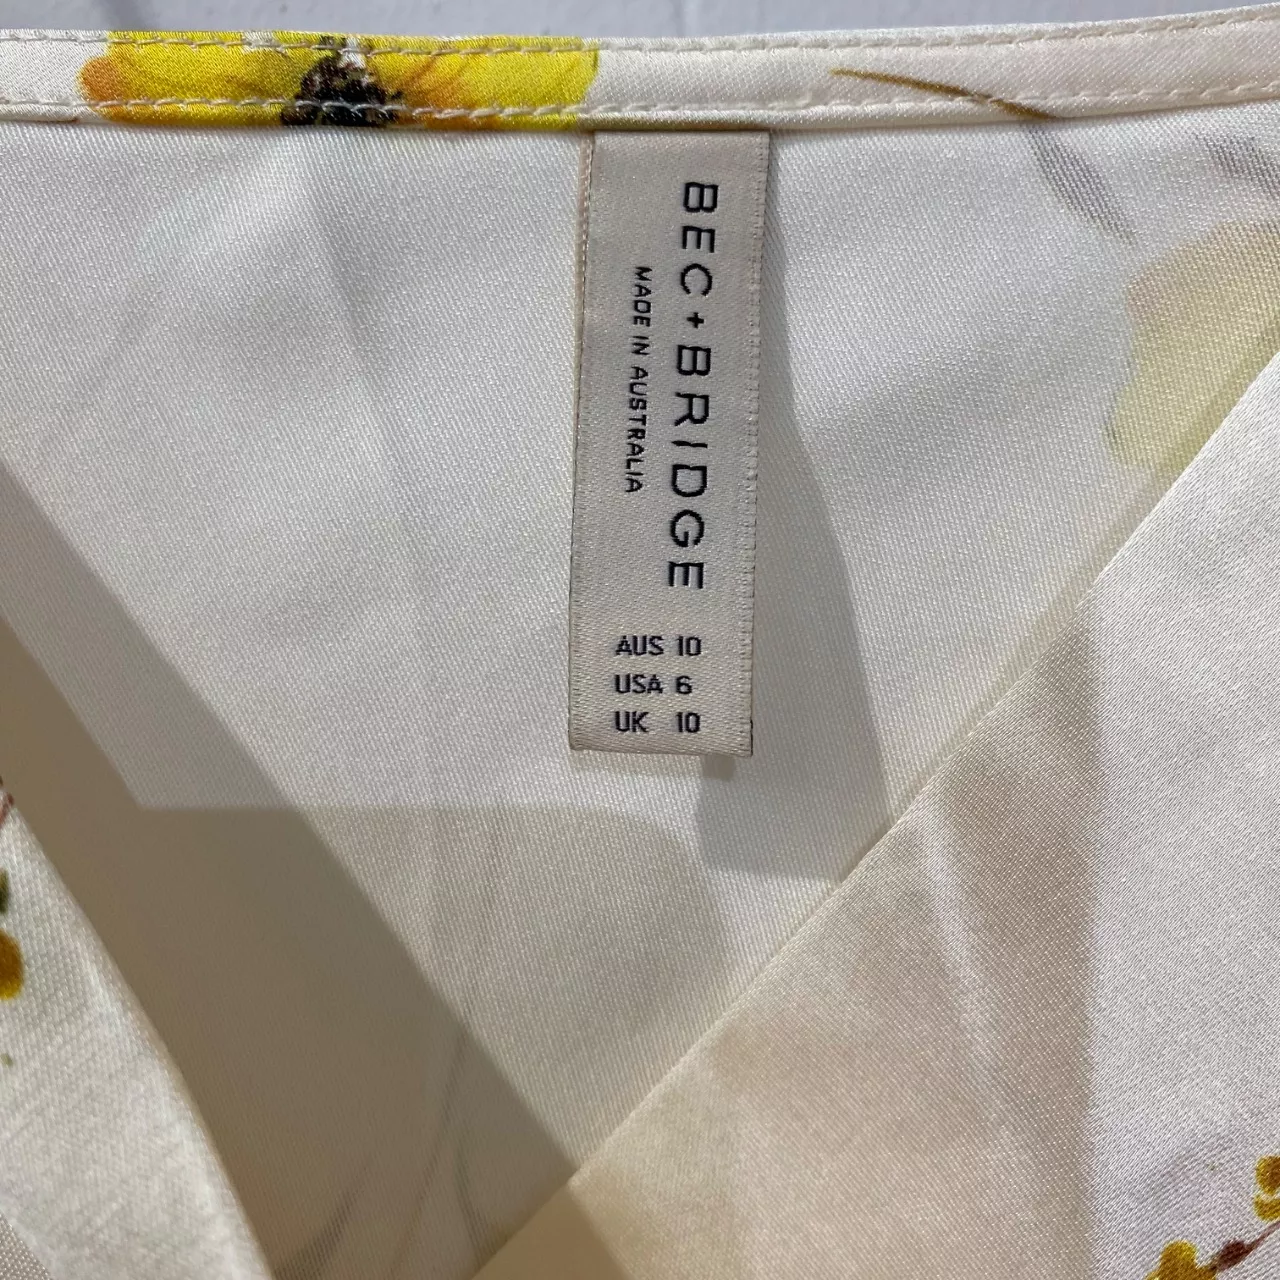 BEC+BRIDGE
MADE IN AUSTRALIA
AUS 10
USA 6
UK 10